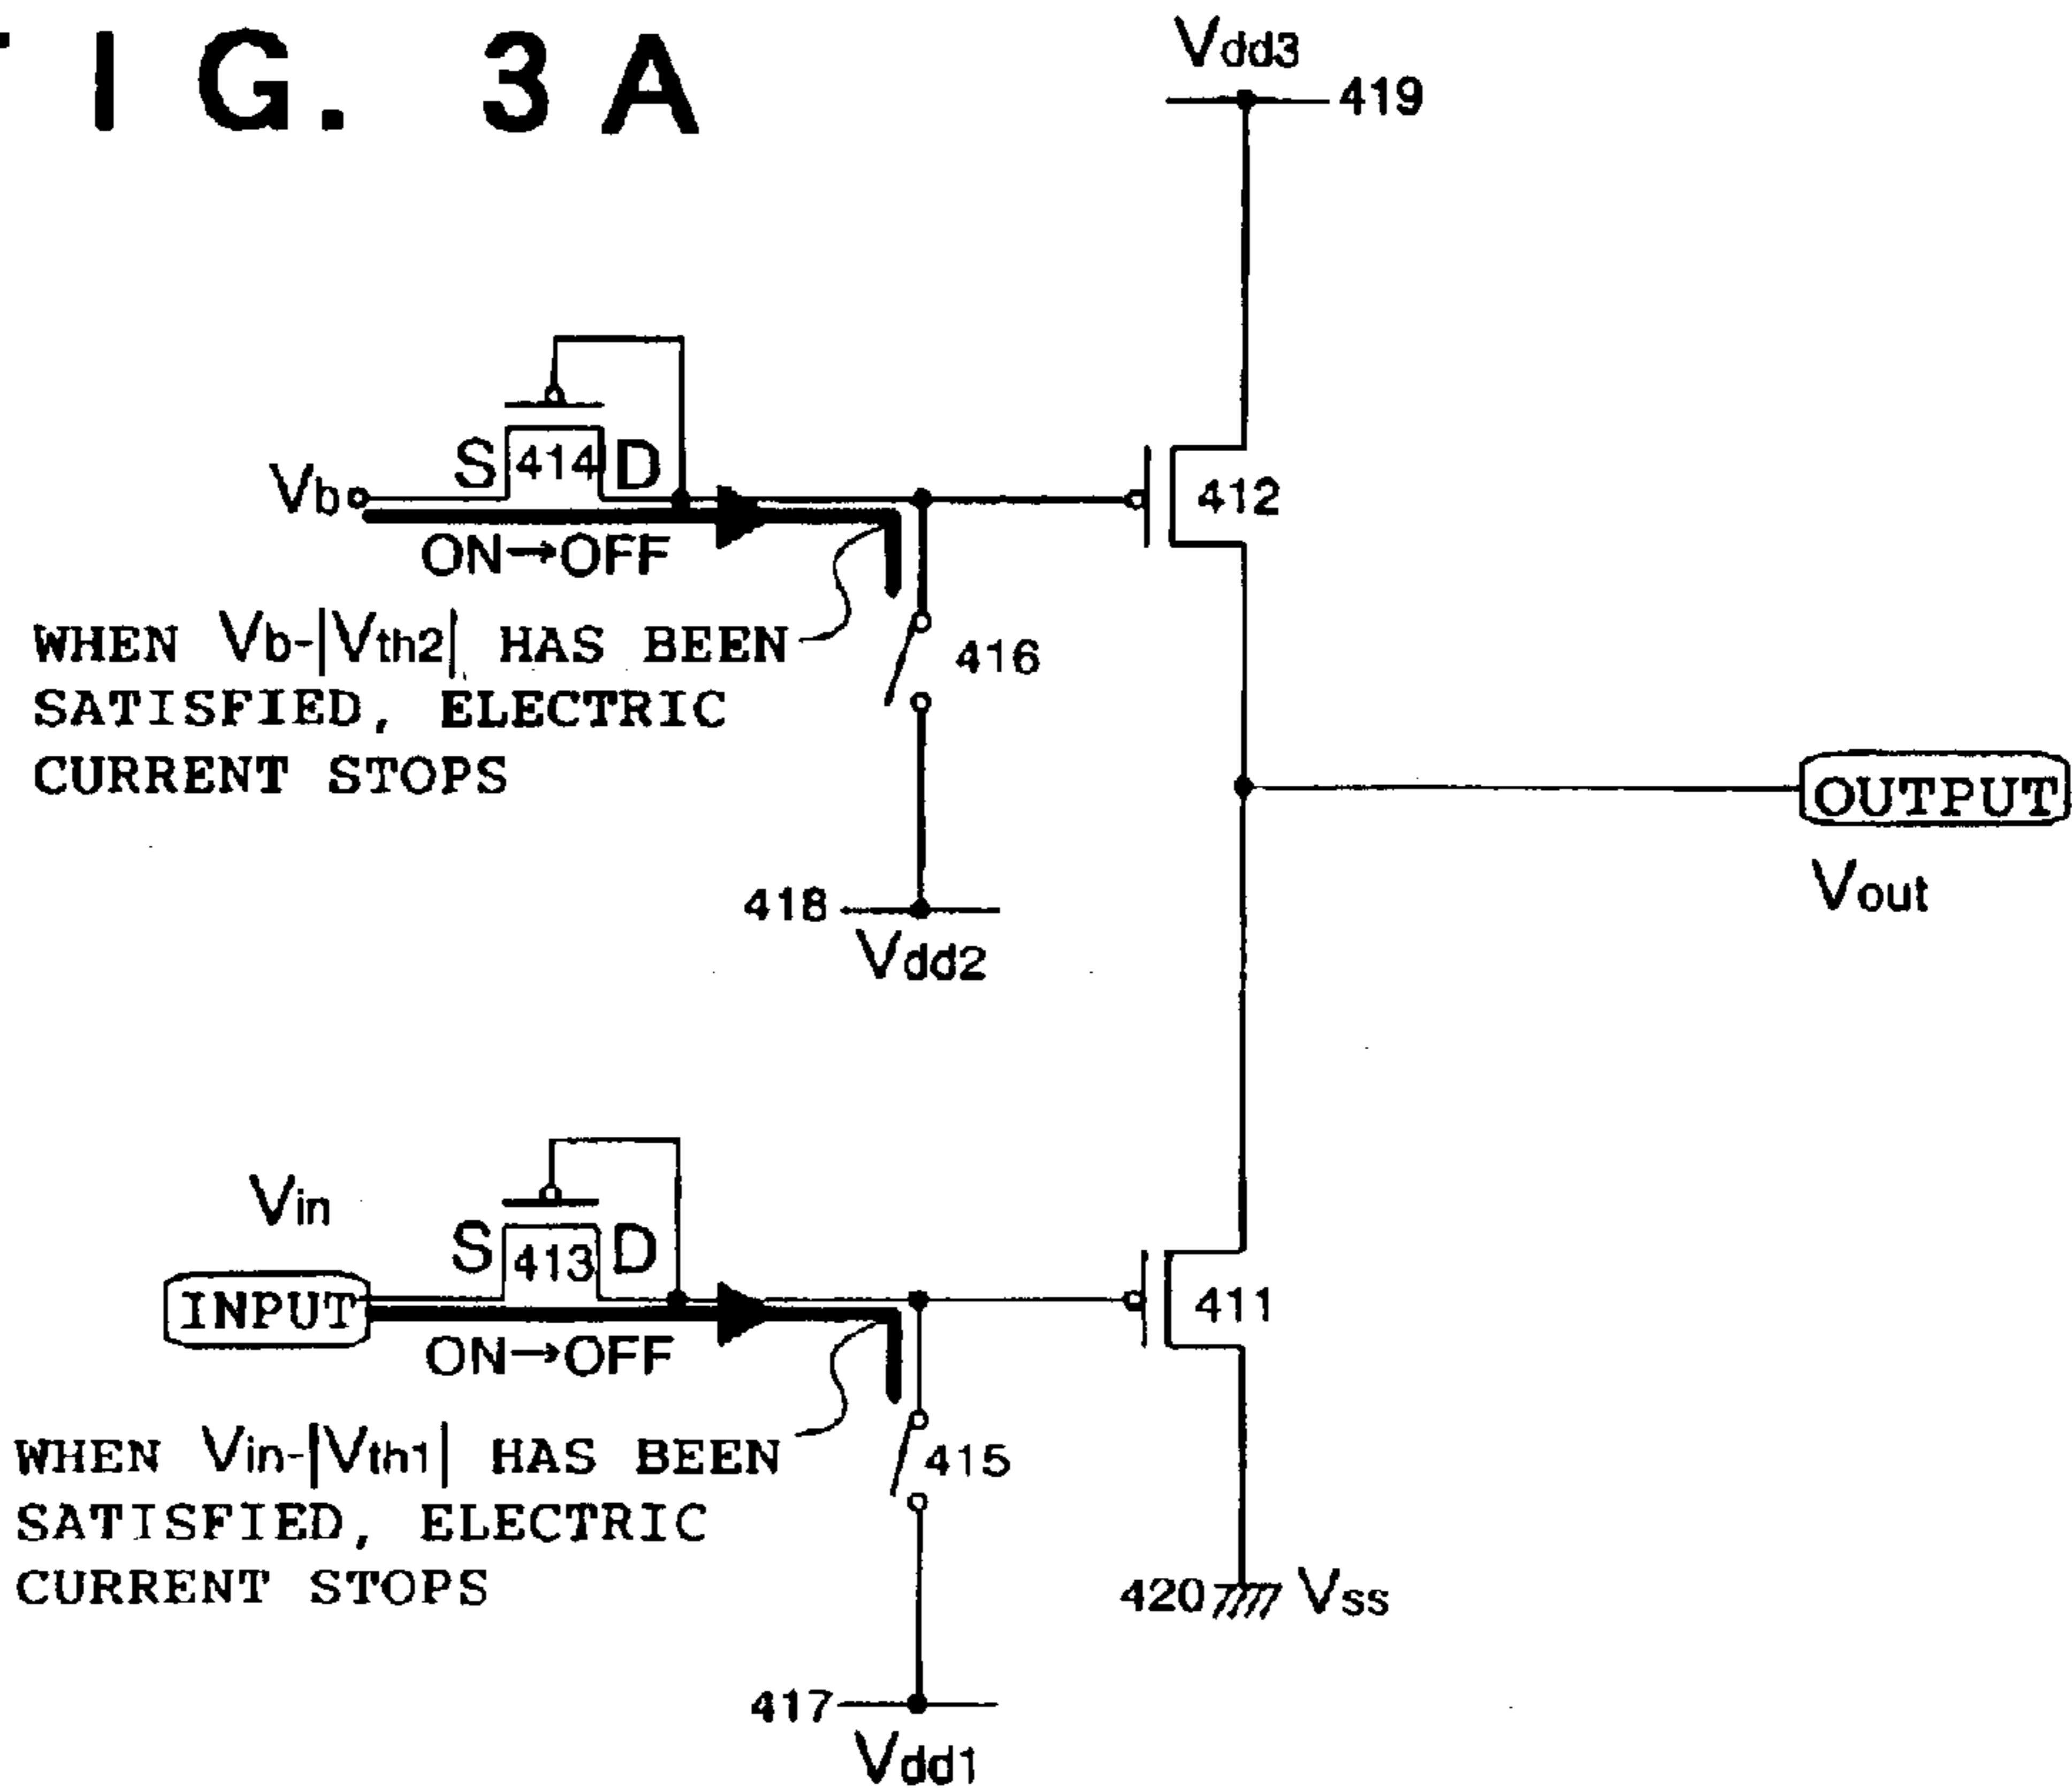 I G. 3 A
Vdd3
419
S 414 D
Vb
ON→OFF
412
WHEN Vb-|Vth2| HAS BEEN
SATISFIED, ELECTRIC
CURRENT STOPS
416
OUTPUT
Vout
418
Vdd2
Vin
S 413 D
INPUT
ON→OFF
411
WHEN Vin-|Vth1| HAS BEEN
SATISFIED, ELECTRIC
CURRENT STOPS
415
420 Vss
417
Vdd1